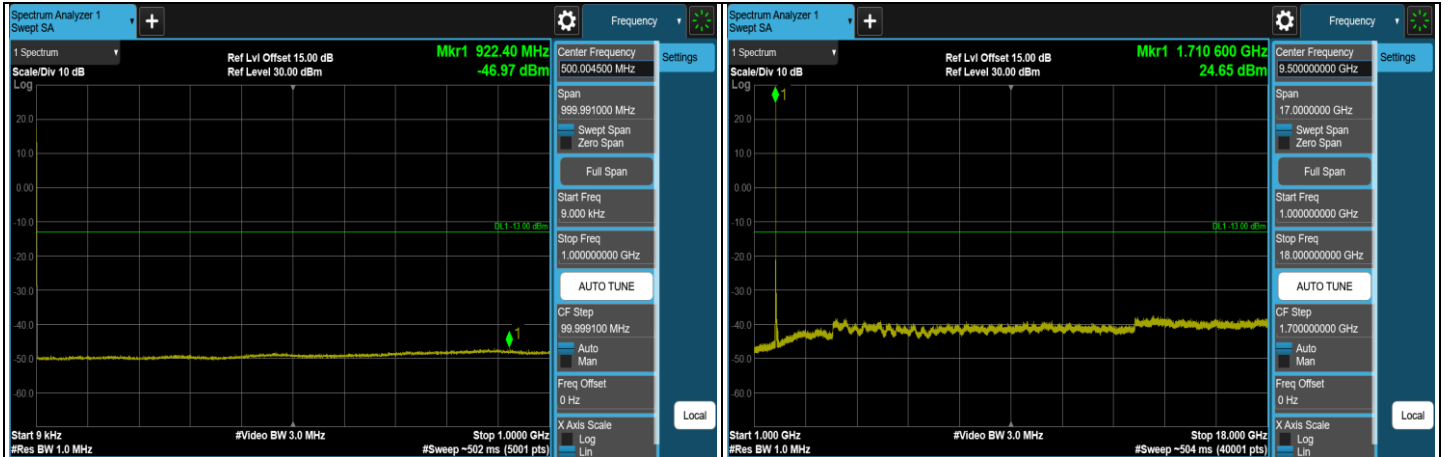 Spectrum Analyzer 1
Swept SA
+
Frequency
1 Spectrum
Scale/Div 10 dB
Log
Ref Lvl Offset 15.00 dB
Ref Level 30.00 dBm
Mkr1 922.40 MHz
-46.97 dBm
1
20.0
10.0
0.00
-10.0
-20.0
-30.0
-40.0
-50.0
-60.0
DL1 -13.00 dBm
Start 9 kHz
#Res BW 1.0 MHz
#Video BW 3.0 MHz
Stop 1.0000 GHz
#Sweep ~502 ms (5001 pts)
Center Frequency
500.004500 MHz
Span
999.991000 MHz
Swept Span
Zero Span
Full Span
Start Freq
9.000 kHz
Stop Freq
1.000000000 GHz
AUTO TUNE
CF Step
99.999100 MHz
Auto
Man
Freq Offset
0 Hz
X Axis Scale
Log
Lin
Settings
Local
Spectrum Analyzer 1
Swept SA
+
Frequency
1 Spectrum
Scale/Div 10 dB
Log
Ref Lvl Offset 15.00 dB
Ref Level 30.00 dBm
Mkr1 1.710 600 GHz
24.65 dBm
1
20.0
10.0
0.00
-10.0
-20.0
-30.0
-40.0
-50.0
-60.0
DL1 -13.00 dBm
Start 1.000 GHz
#Res BW 1.0 MHz
#Video BW 3.0 MHz
Stop 18.000 GHz
#Sweep ~504 ms (40001 pts)
Center Frequency
9.500000000 GHz
Span
17.0000000 GHz
Swept Span
Zero Span
Full Span
Start Freq
1.000000000 GHz
Stop Freq
18.000000000 GHz
AUTO TUNE
CF Step
1.700000000 GHz
Auto
Man
Freq Offset
0 Hz
X Axis Scale
Log
Lin
Settings
Local